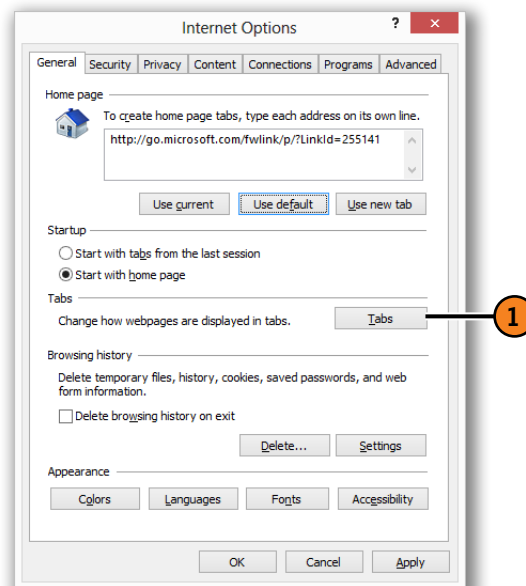 Internet Options
?
×
General Security Privacy Content Connections Programs Advanced
Home page
To create home page tabs, type each address on its own line.
http://go.microsoft.com/fwlink/p/?LinkId=255141
Use current Use default Use new tab
Startup
Start with tabs from the last session
Start with home page
Tabs
Change how webpages are displayed in tabs.
Tabs
1
Browsing history
Delete temporary files, history, cookies, saved passwords, and web
form information.
Delete browsing history on exit
Delete... Settings
Appearance
Colors Languages Fonts Accessibility
OK Cancel Apply